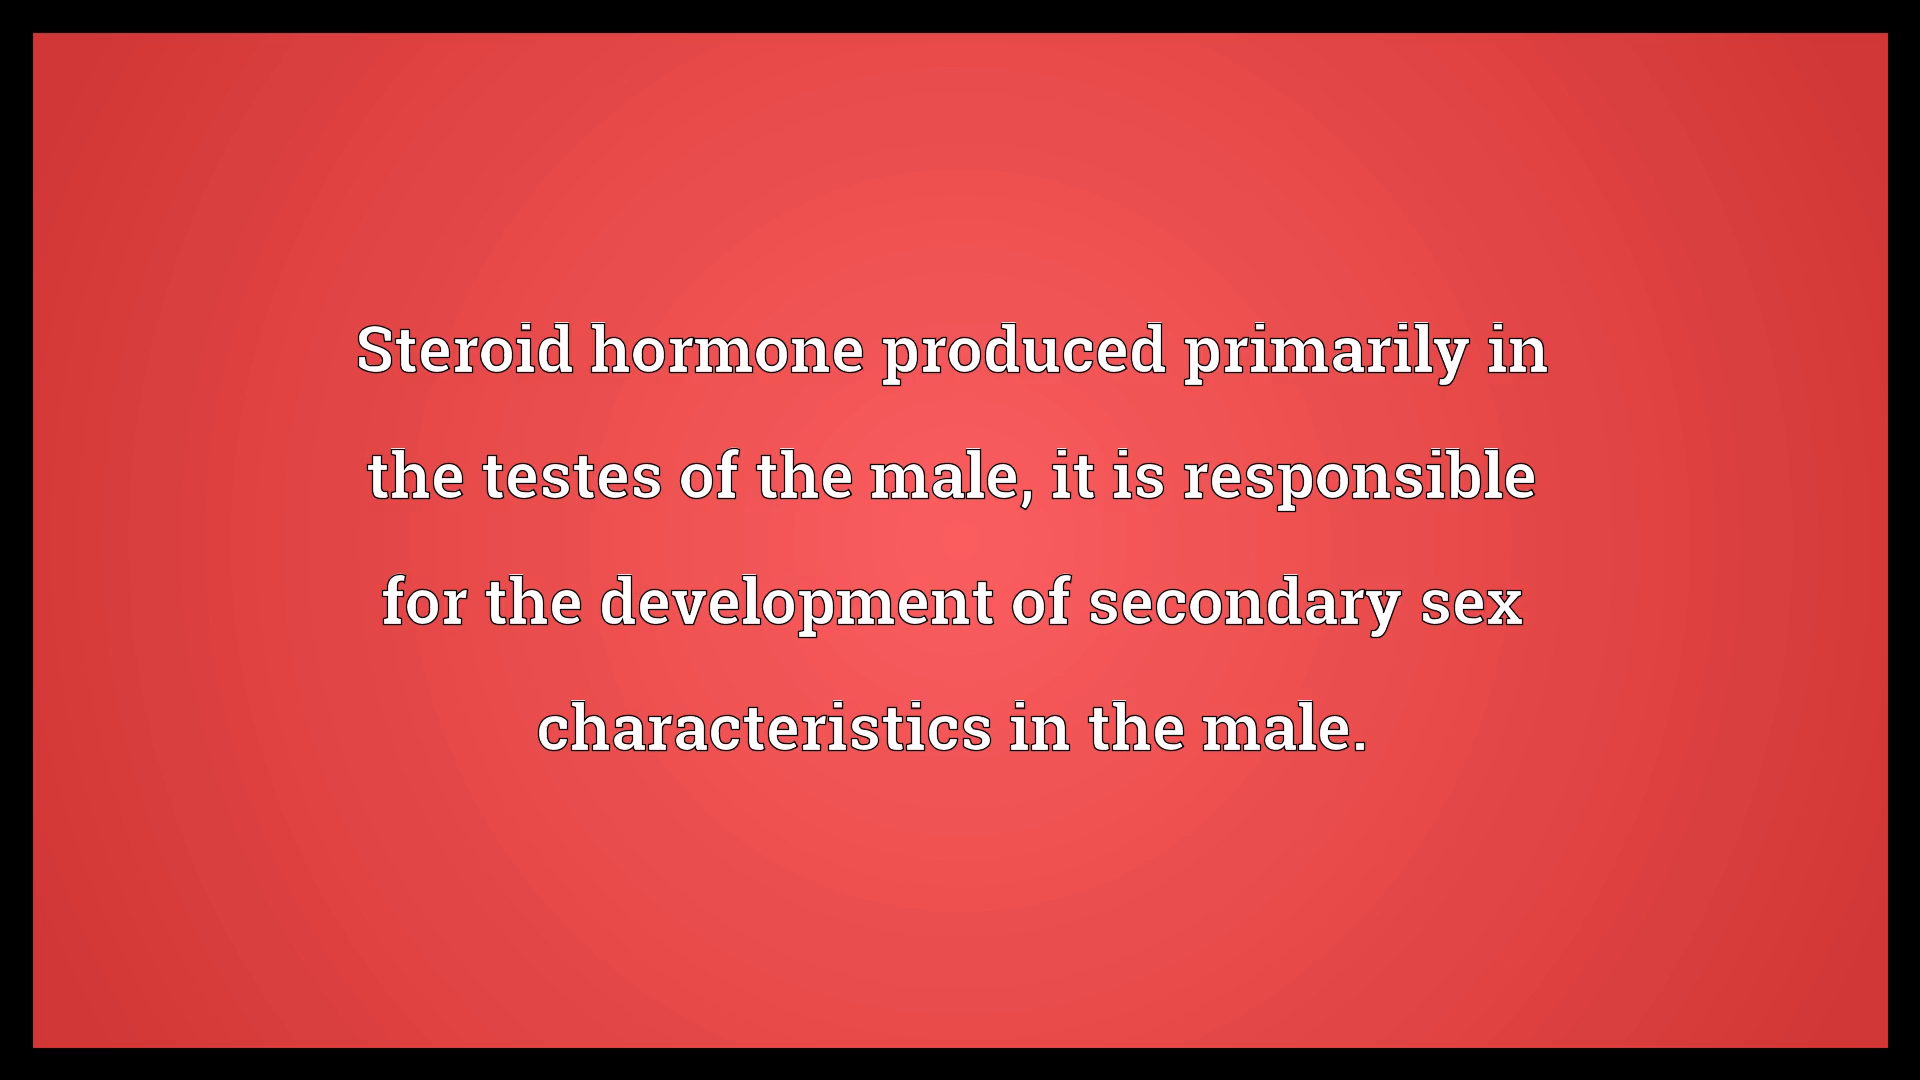 Steroid hormone produced primarily in
the testes of the male, it is responsible
for the development of secondary sex
characteristics in the male.